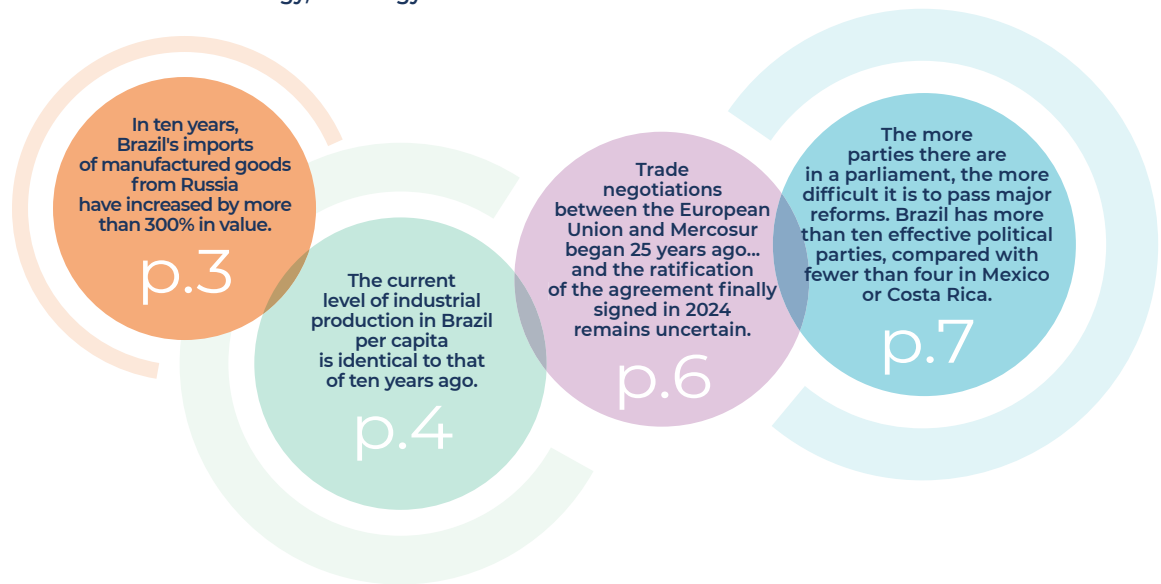 In ten years,
Brazil's imports
of manufactured goods
from Russia
have increased by more
than 300% in value.
p.3
The current
level of industrial
production in Brazil
per capita
is identical to that
of ten years ago.
p.4
Trade
negotiations
between the European
Union and Mercosur
began 25 years ago...
and the ratification
of the agreement finally
signed in 2024
remains uncertain.
p.6
The more
parties there are
in a parliament, the more
difficult it is to pass major
reforms. Brazil has more
than ten effective political
parties, compared with
fewer than four in Mexico
or Costa Rica.
p.7